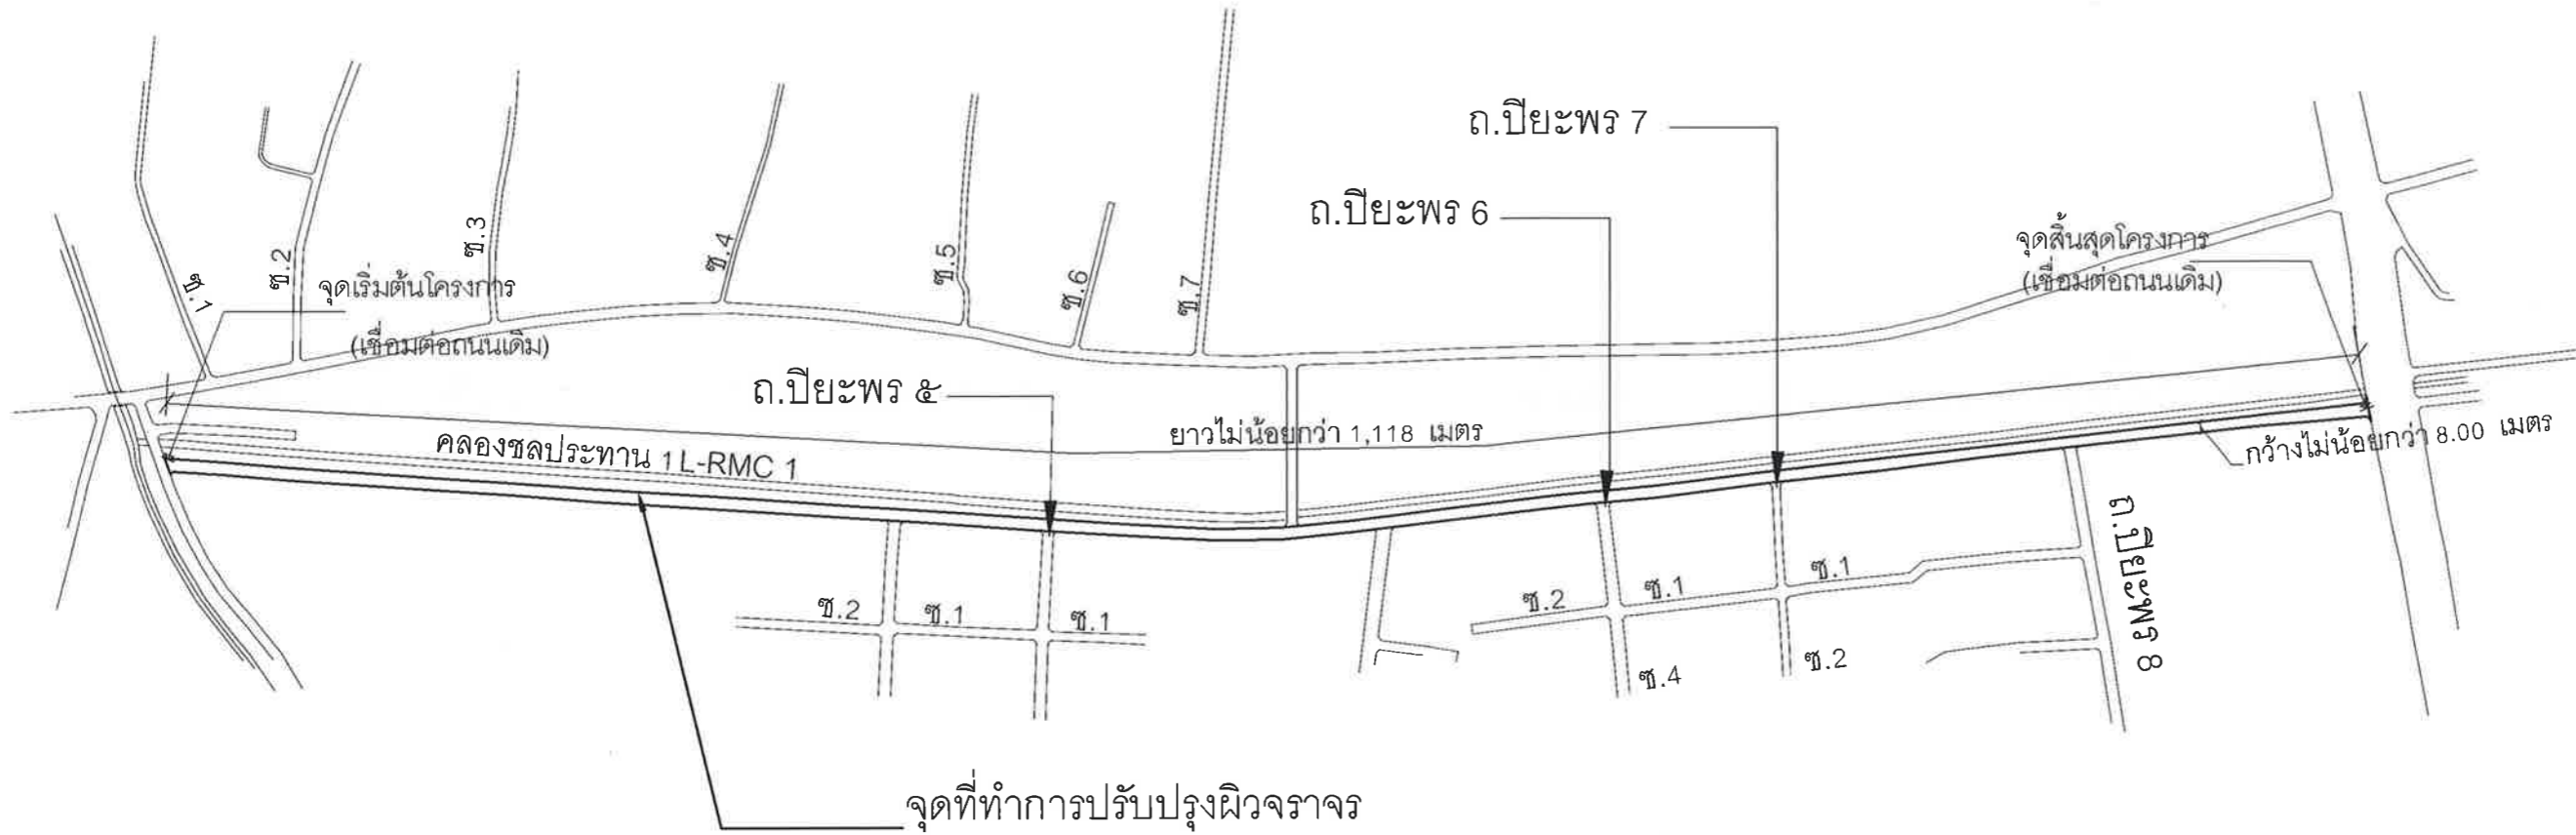 ถ.ปิยะพร 7
ถ.ปิยะพร 6
ซ.1
ซ.2
ซ.3
ซ.4
ซ.5
ซ.6
ซ.7
จุดเริ่มต้นโครงการ
(เชื่อมต่อถนนเดิม)
จุดสิ้นสุดโครงการ
(เชื่อมต่อถนนเดิม)
ถ.ปิยะพร ๕
คลองชลประทาน 1L-RMC 1
ยาวไม่น้อยกว่า 1,118 เมตร
กว้างไม่น้อยกว่า 8.00 เมตร
ซ.2
ซ.1
ซ.1
ซ.2
ซ.1
ซ.1
ซ.4
ซ.2
ถ.ปิยะพร 8
จุดที่ทำการปรับปรุงผิวจราจร